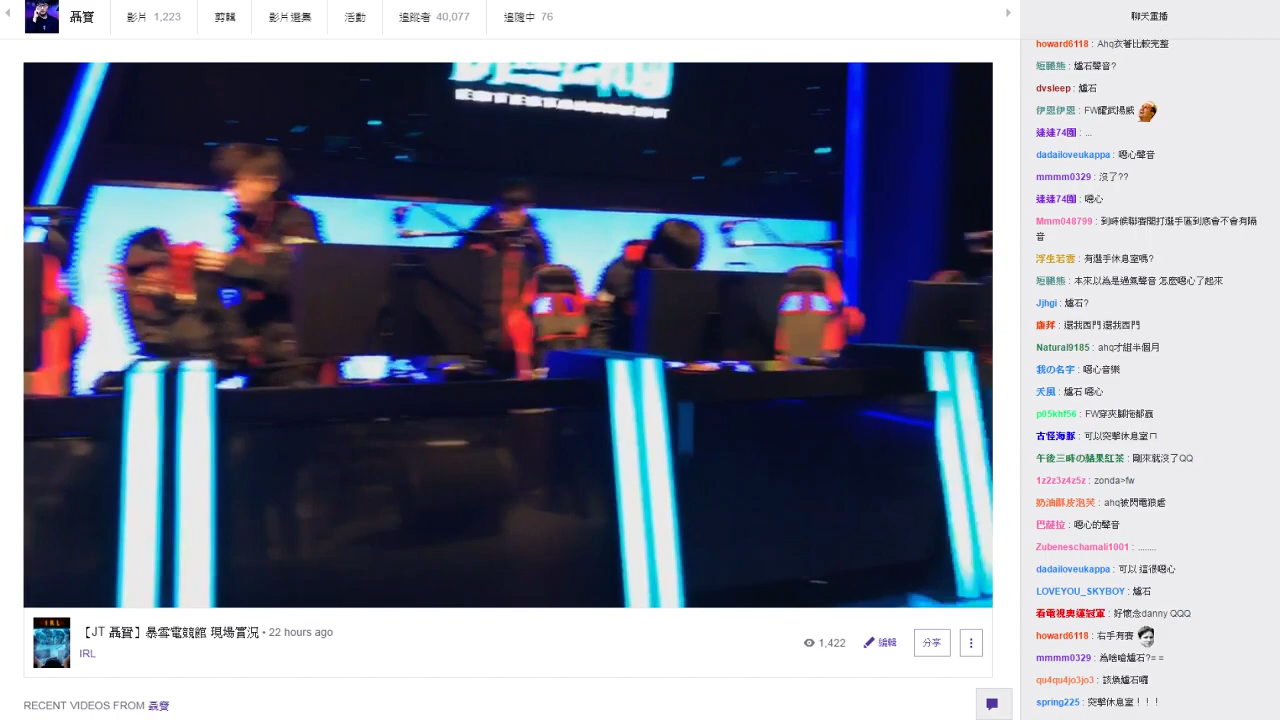 聶寶 影片 1,223 剪輯 影片選集 活動 追蹤者 40,077 追隨中 76
聊天重播
ENTERTAINMENT
howard6118 : Ahq衣著比較完整
短腿熊 : 爐石聲音?
dvsleep : 爐石
伊恩伊恩 : FW耀武揚威
達達74團 : ...
dadailoveukappa : 噁心聲音
mmmm0329 : 沒了??
達達74團 : 噁心
Mmm048799 : 到時候聯賽開打選手區到底會不會有隔
音
浮生若雲 : 有選手休息室嗎?
短腿熊 : 本來以為是過氣聲音 怎麼噁心了起來
Jjhgi : 爐石?
康拜 : 還我西門 還我西門
Natural9185 : ahq才組半個月
我の名字 : 噁心音樂
天風 : 爐石 噁心
p05khf56 : FW穿夾腳拖都贏
古怪海豚 : 可以突擊休息室ㄇ
午後三時の蘋果紅茶 : 剛來就沒了QQ
1z2z3z4z5z : zonda>fw
奶油酥皮泡芙 : ahq被閃電狼虐
巴薩拉 : 噁心的聲音
Zubeneschamali1001 : ........
dadailoveukappa : 可以 這很噁心
LOVEYOU_SKYBOY : 爐石
看電視奧運冠軍 : 好懷念danny QQQ
howard6118 : 右手有賽
mmmm0329 : 為啥嗆爐石?= =
qu4qu4jo3jo3 : 該煥爐石囉
spring225 : 突擊休息室！！！
【JT 聶寶】暴雪電競館 現場實況 • 22 hours ago
IRL
1,422 編輯 分享
RECENT VIDEOS FROM 聶寶